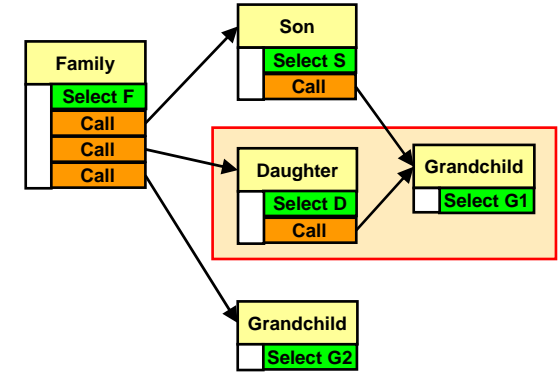 Family
Select F
Call
Call
Call
Son
Select S
Call
Daughter
Select D
Call
Grandchild
Select G1
Grandchild
Select G2